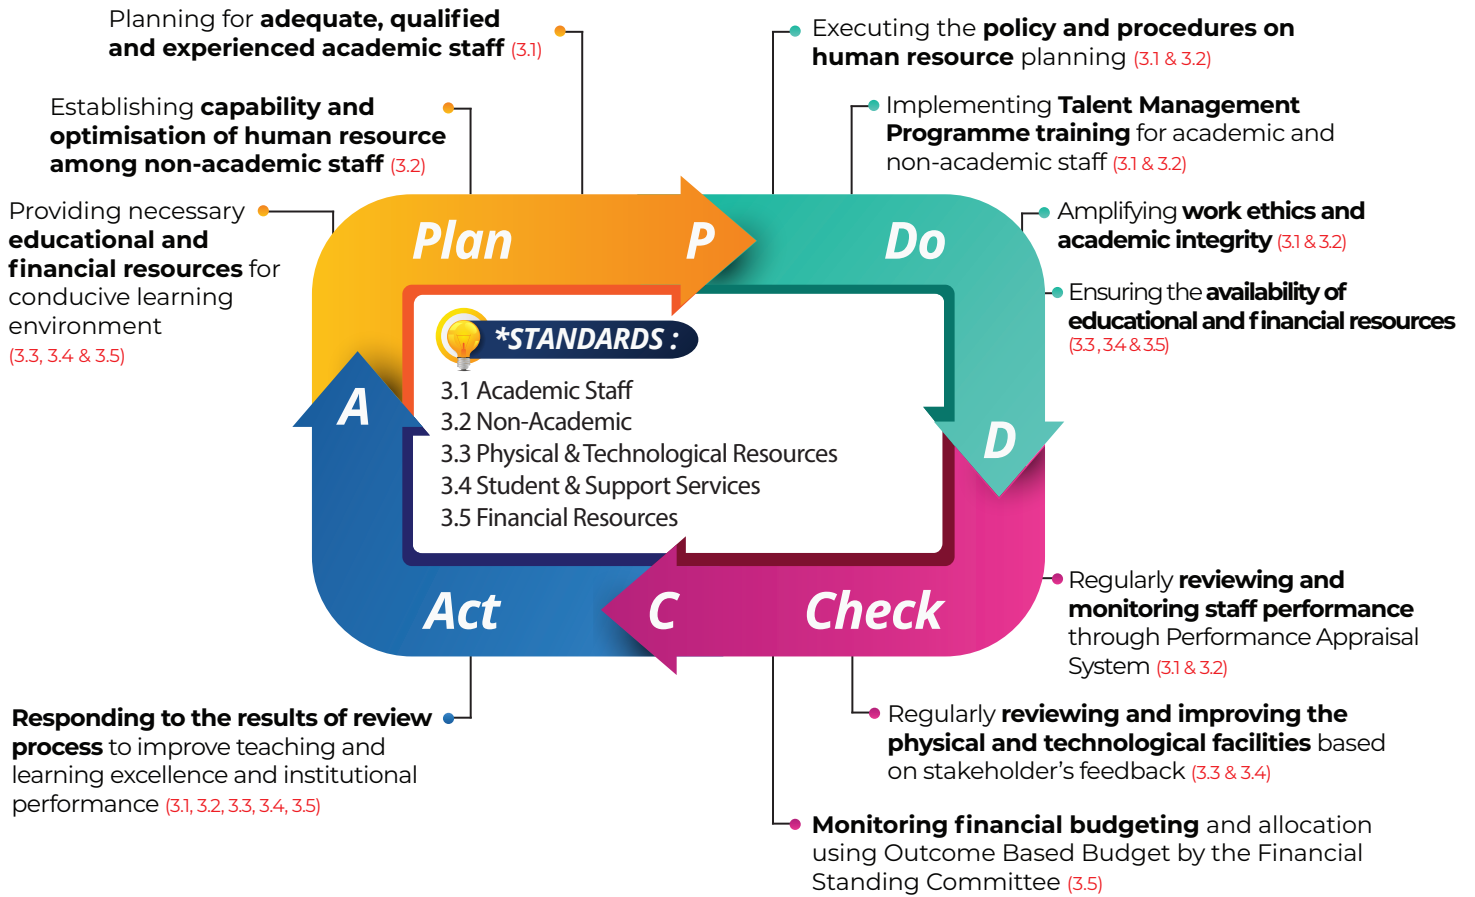 Planning for adequate, qualified
and experienced academic staff (3.1)
Establishing capability and
optimisation of human resource
among non-academic staff (3.2)
Providing necessary
educational and
financial resources for
conducive learning
environment
(3.3, 3.4 & 3.5)
Executing the policy and procedures on
human resource planning (3.1 & 3.2)
Implementing Talent Management
Programme training for academic and
non-academic staff (3.1 & 3.2)
Amplifying work ethics and
academic integrity (3.1 & 3.2)
Ensuring the availability of
educational and financial resources
(3.3, 3.4 & 3.5)
Plan
P
Do
D
*STANDARDS :
3.1 Academic Staff
3.2 Non-Academic
3.3 Physical & Technological Resources
3.4 Student & Support Services
3.5 Financial Resources
A
Act
C
Check
Regularly reviewing and
monitoring staff performance
through Performance Appraisal
System (3.1 & 3.2)
Regularly reviewing and improving the
physical and technological facilities based
on stakeholder's feedback (3.3 & 3.4)
Monitoring financial budgeting and allocation
using Outcome Based Budget by the Financial
Standing Committee (3.5)
Responding to the results of review
process to improve teaching and
learning excellence and institutional
performance (3.1, 3.2, 3.3, 3.4, 3.5)